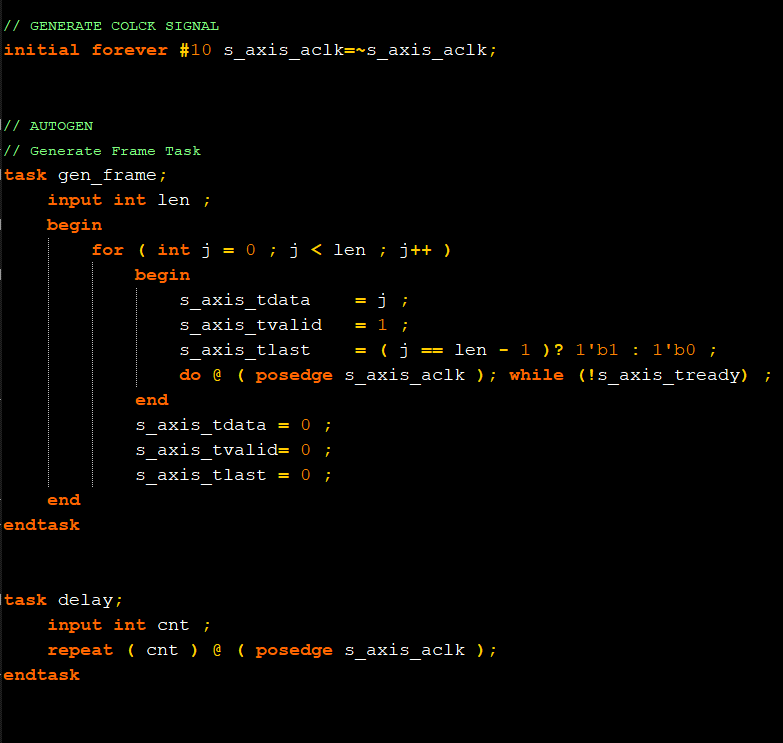 // GENERATE COLCK SIGNAL
initial forever #10 s_axis_aclk=~s_axis_aclk;
// AUTOGEN
// Generate Frame Task
task gen_frame;
input int len ;
begin
for ( int j = 0 ; j < len ; j++ )
begin
s_axis_tdata = j ;
s_axis_tvalid = 1 ;
s_axis_tlast = ( j == len - 1 )? 1'b1 : 1'b0 ;
do @ ( posedge s_axis_aclk ); while (!s_axis_tready) ;
end
s_axis_tdata = 0 ;
s_axis_tvalid= 0 ;
s_axis_tlast = 0 ;
end
endtask
task delay;
input int cnt ;
repeat ( cnt ) @ ( posedge s_axis_aclk );
endtask